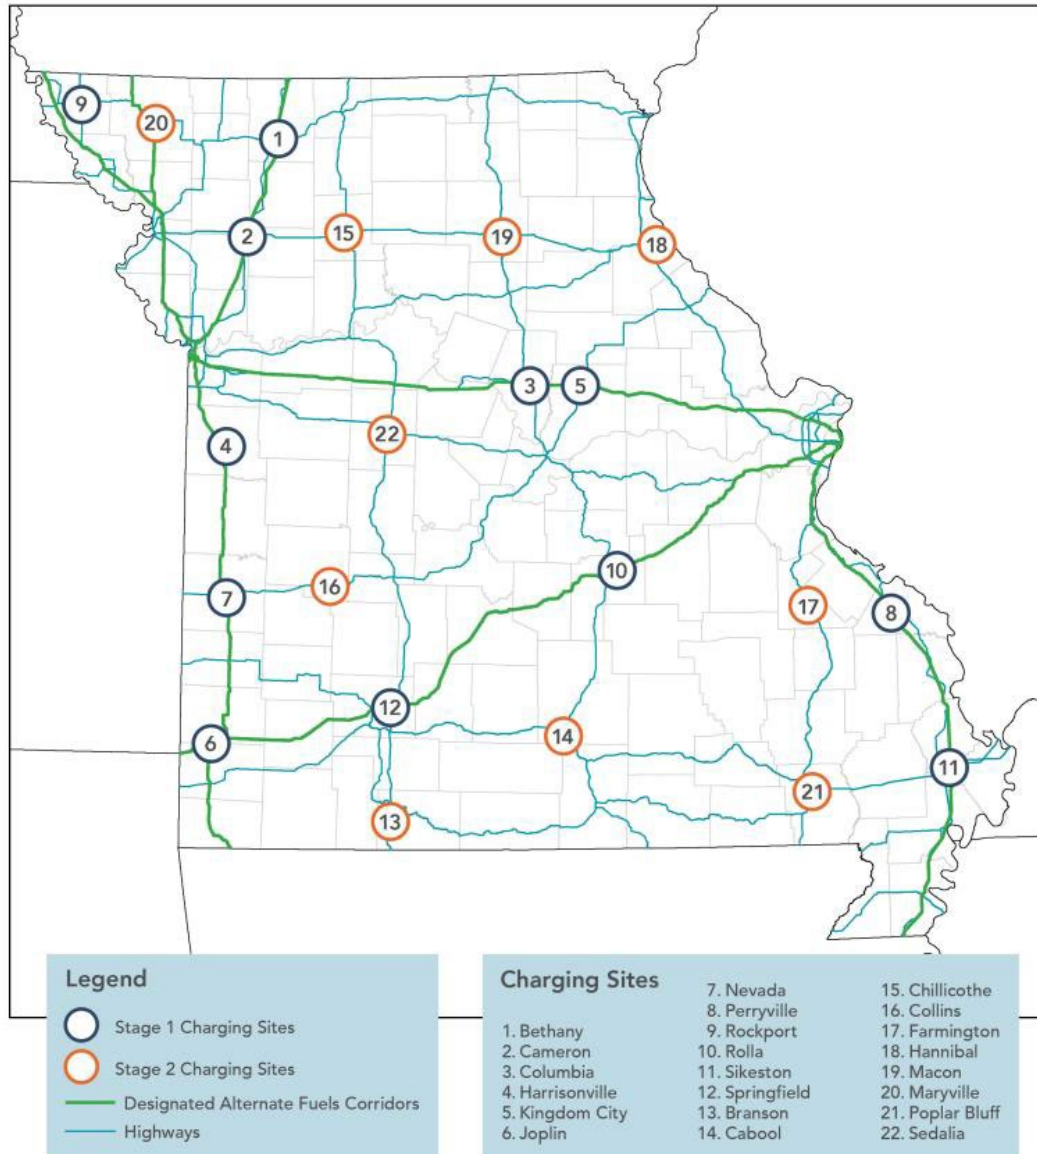 9
20
1
2
15
19
18
3
5
22
4
10
16
7
17
8
12
6
14
11
21
13
Legend
Stage 1 Charging Sites
Stage 2 Charging Sites
Designated Alternate Fuels Corridors
Highways
Charging Sites
1. Bethany
2. Cameron
3. Columbia
4. Harrisonville
5. Kingdom City
6. Joplin
7. Nevada
8. Perryville
9. Rockport
10. Rolla
11. Sikeston
12. Springfield
13. Branson
14. Cabool
15. Chillicothe
16. Collins
17. Farmington
18. Hannibal
19. Macon
20. Maryville
21. Poplar Bluff
22. Sedalia